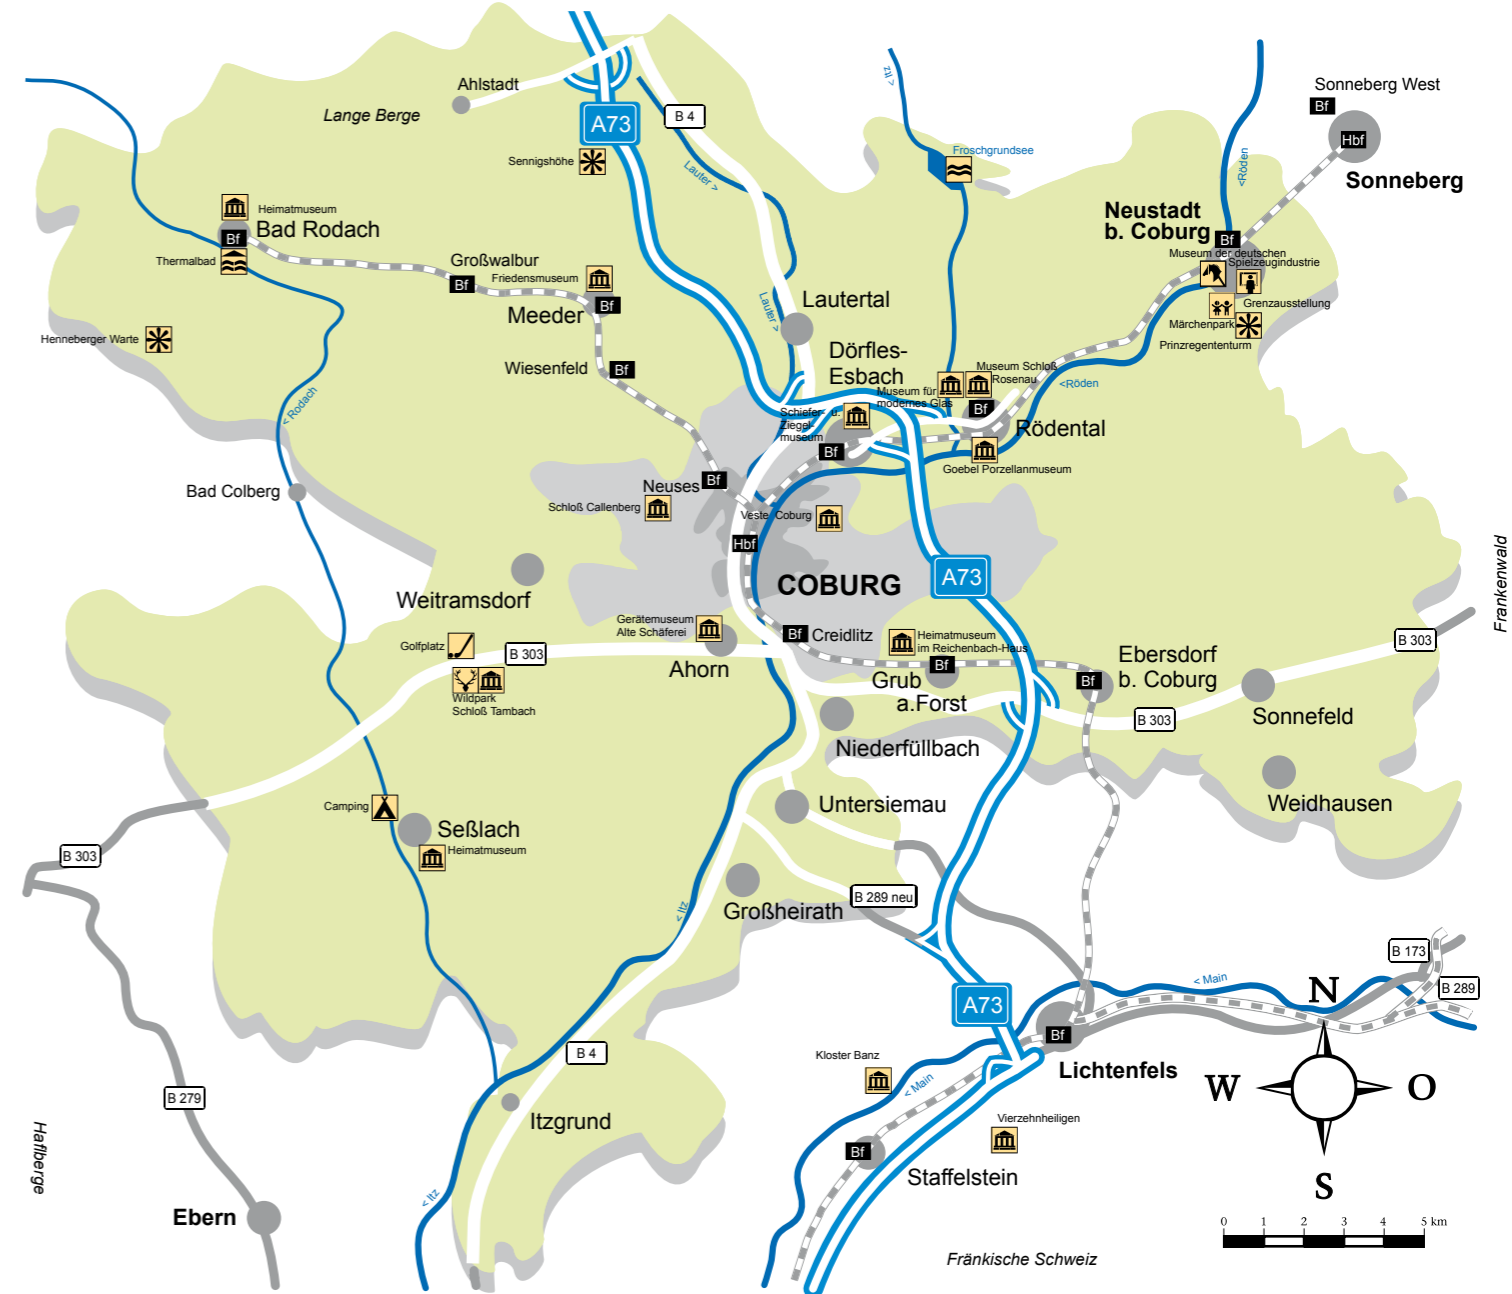 Ahlstadt
Lange Berge
A73
B 4
Sennigshöhe
Lauter >
< Itz
Froschgrundsee
<Röden
Sonneberg West
Bf
Hbf
Sonneberg
Neustadt
b. Coburg
Bf
Museum der deutschen
Spielzeugindustrie
Grenzausstellung
Märchenpark
Prinzregententurm
Heimatmuseum
Bad Rodach
Bf
Thermalbad
Großwalbur
Bf
Friedensmuseum
Meeder
Bf
Henneberger Warte
Wiesenfeld
Bf
Lauter >
Lautertal
Dörfles-
Esbach
Museum für
modernes Glas
Museum Schloß
Rosenau
<Röden
Schiefer- u.
Ziegel-
museum
Bf
Bf
Rödental
Goebel Porzellanmuseum
< Rodach
Bad Colberg
Neuses
Bf
Schloß Callenberg
Veste Coburg
Hbf
COBURG
A73
Frankenwald
Weitramsdorf
Golfplatz
B 303
Wildpark
Schloß Tambach
Gerätemuseum
Alte Schäferei
Ahorn
Bf
Creidlitz
Heimatmuseum
im Reichenbach-Haus
Bf
Grub
a.Forst
Bf
Ebersdorf
b. Coburg
B 303
B 303
Sonnefeld
Niederfüllbach
Weidhausen
Untersiemau
Camping
Seßlach
Heimatmuseum
B 303
Großheirath
B 289 neu
< Itz
B 173
B 289
< Main
A73
Bf
Lichtenfels
Kloster Banz
< Main
Vierzehnheiligen
Bf
Staffelstein
B 4
Itzgrund
B 279
Haßberge
Ebern
< Itz
Fränkische Schweiz
N
W
O
S
0 1 2 3 4 5 km